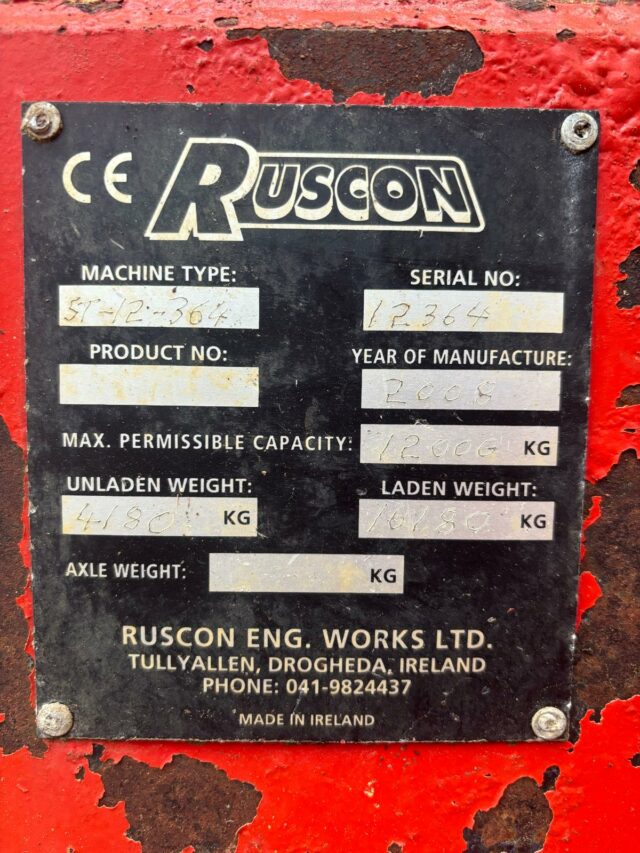 CE RUSCON
MACHINE TYPE: SERIAL NO:
ST-12-364 12364
PRODUCT NO: YEAR OF MANUFACTURE:
2008
MAX. PERMISSIBLE CAPACITY: 12000 KG
UNLADEN WEIGHT: LADEN WEIGHT:
4180 KG 16180 KG
AXLE WEIGHT: KG
RUSCON ENG. WORKS LTD.
TULLYALLEN, DROGHEDA, IRELAND
PHONE: 041-9824437
MADE IN IRELAND